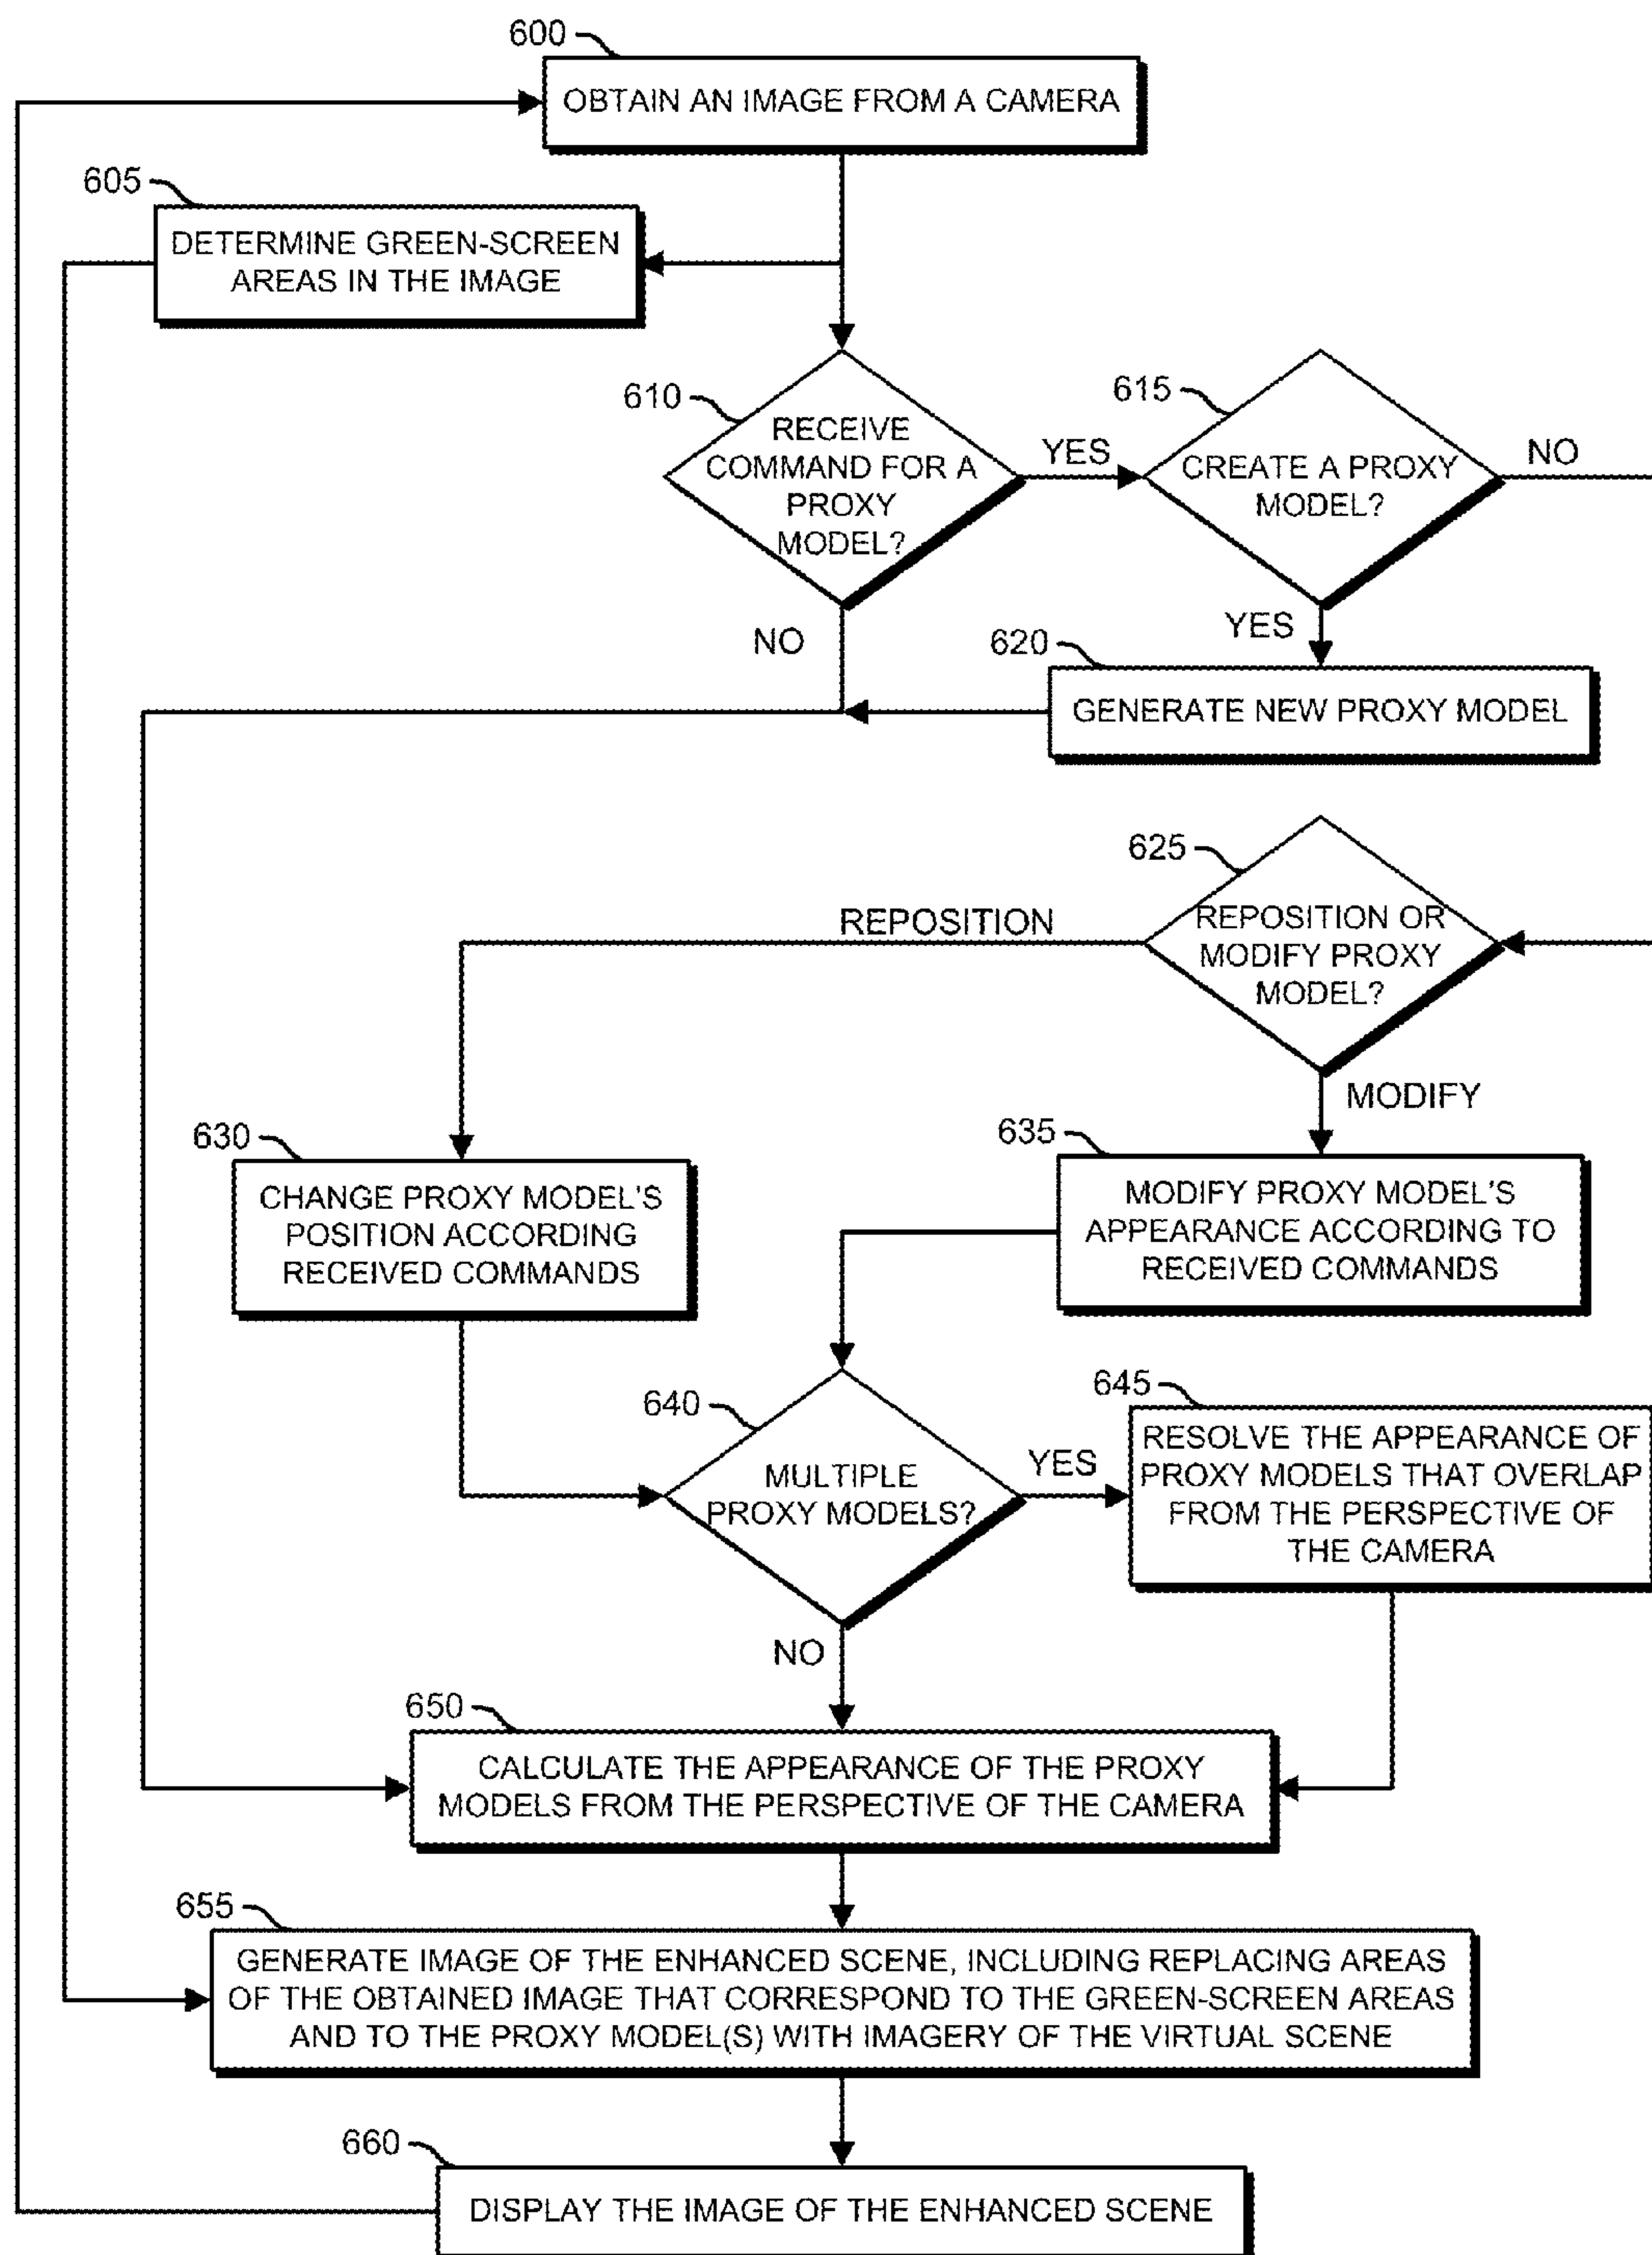 600
OBTAIN AN IMAGE FROM A CAMERA
605
DETERMINE GREEN-SCREEN
AREAS IN THE IMAGE
610
RECEIVE
COMMAND FOR A
PROXY
MODEL?
YES
615
CREATE A PROXY
MODEL?
NO
NO
YES
620
GENERATE NEW PROXY MODEL
625
REPOSITION OR
MODIFY PROXY
MODEL?
REPOSITION
MODIFY
630
CHANGE PROXY MODEL'S
POSITION ACCORDING
RECEIVED COMMANDS
635
MODIFY PROXY MODEL'S
APPEARANCE ACCORDING TO
RECEIVED COMMANDS
640
MULTIPLE
PROXY MODELS?
YES
645
RESOLVE THE APPEARANCE OF
PROXY MODELS THAT OVERLAP
FROM THE PERSPECTIVE OF
THE CAMERA
NO
650
CALCULATE THE APPEARANCE OF THE PROXY
MODELS FROM THE PERSPECTIVE OF THE CAMERA
655
GENERATE IMAGE OF THE ENHANCED SCENE, INCLUDING REPLACING AREAS
OF THE OBTAINED IMAGE THAT CORRESPOND TO THE GREEN-SCREEN AREAS
AND TO THE PROXY MODEL(S) WITH IMAGERY OF THE VIRTUAL SCENE
660
DISPLAY THE IMAGE OF THE ENHANCED SCENE